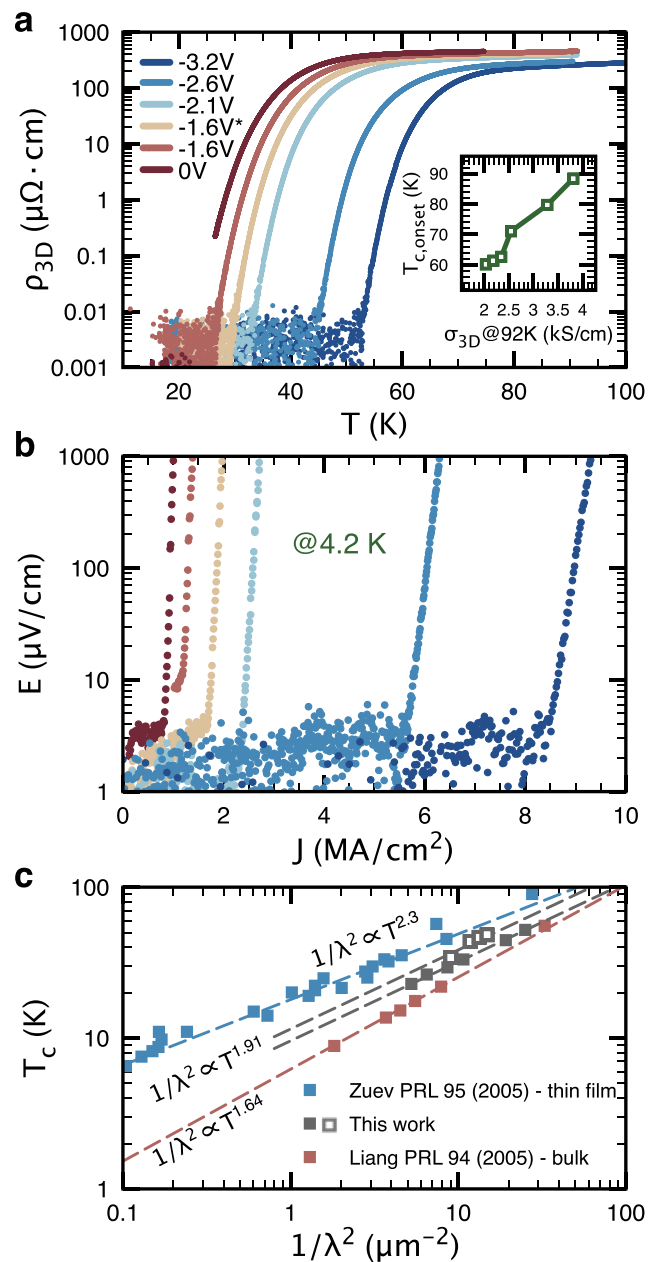 a
1000
100
10
1
0.1
0.01
0.001
ρ3D (μΩ·cm)
-3.2V
-2.6V
-2.1V
-1.6V*
-1.6V
0V
90
80
70
60
Tc,onset (K)
2 2.5 3 3.5 4
σ3D@92K (kS/cm)
20 40 60 80 100
T (K)
b
1000
100
10
1
E (μV/cm)
@4.2 K
0 2 4 6 8 10
J (MA/cm²)
c
100
10
1
Tc (K)
1/λ² ∝ T^2.3
1/λ² ∝ T^1.91
1/λ² ∝ T^1.64
Zuev PRL 95 (2005) - thin film
This work
Liang PRL 94 (2005) - bulk
0.1 1 10 100
1/λ² (μm⁻²)